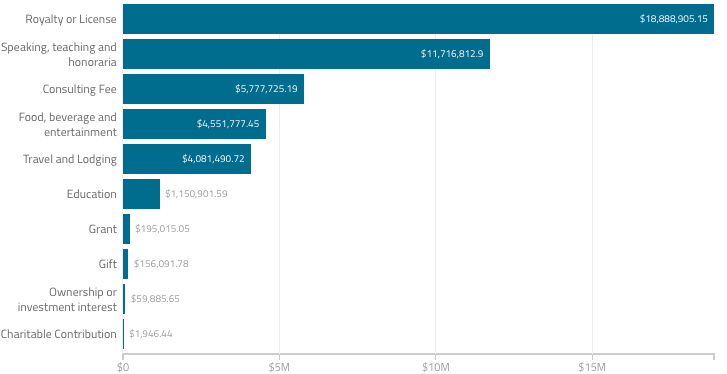 Royalty or License
$18,888,905.15
Speaking, teaching and
honoraria
$11,716,812.9
Consulting Fee
$5,777,725.19
Food, beverage and
entertainment
$4,551,777.45
Travel and Lodging
$4,081,490.72
Education
$1,150,901.59
Grant
$195,015.05
Gift
$156,091.78
Ownership or
investment interest
$59,885.65
Charitable Contribution
$1,946.44
$0
$5M
$10M
$15M